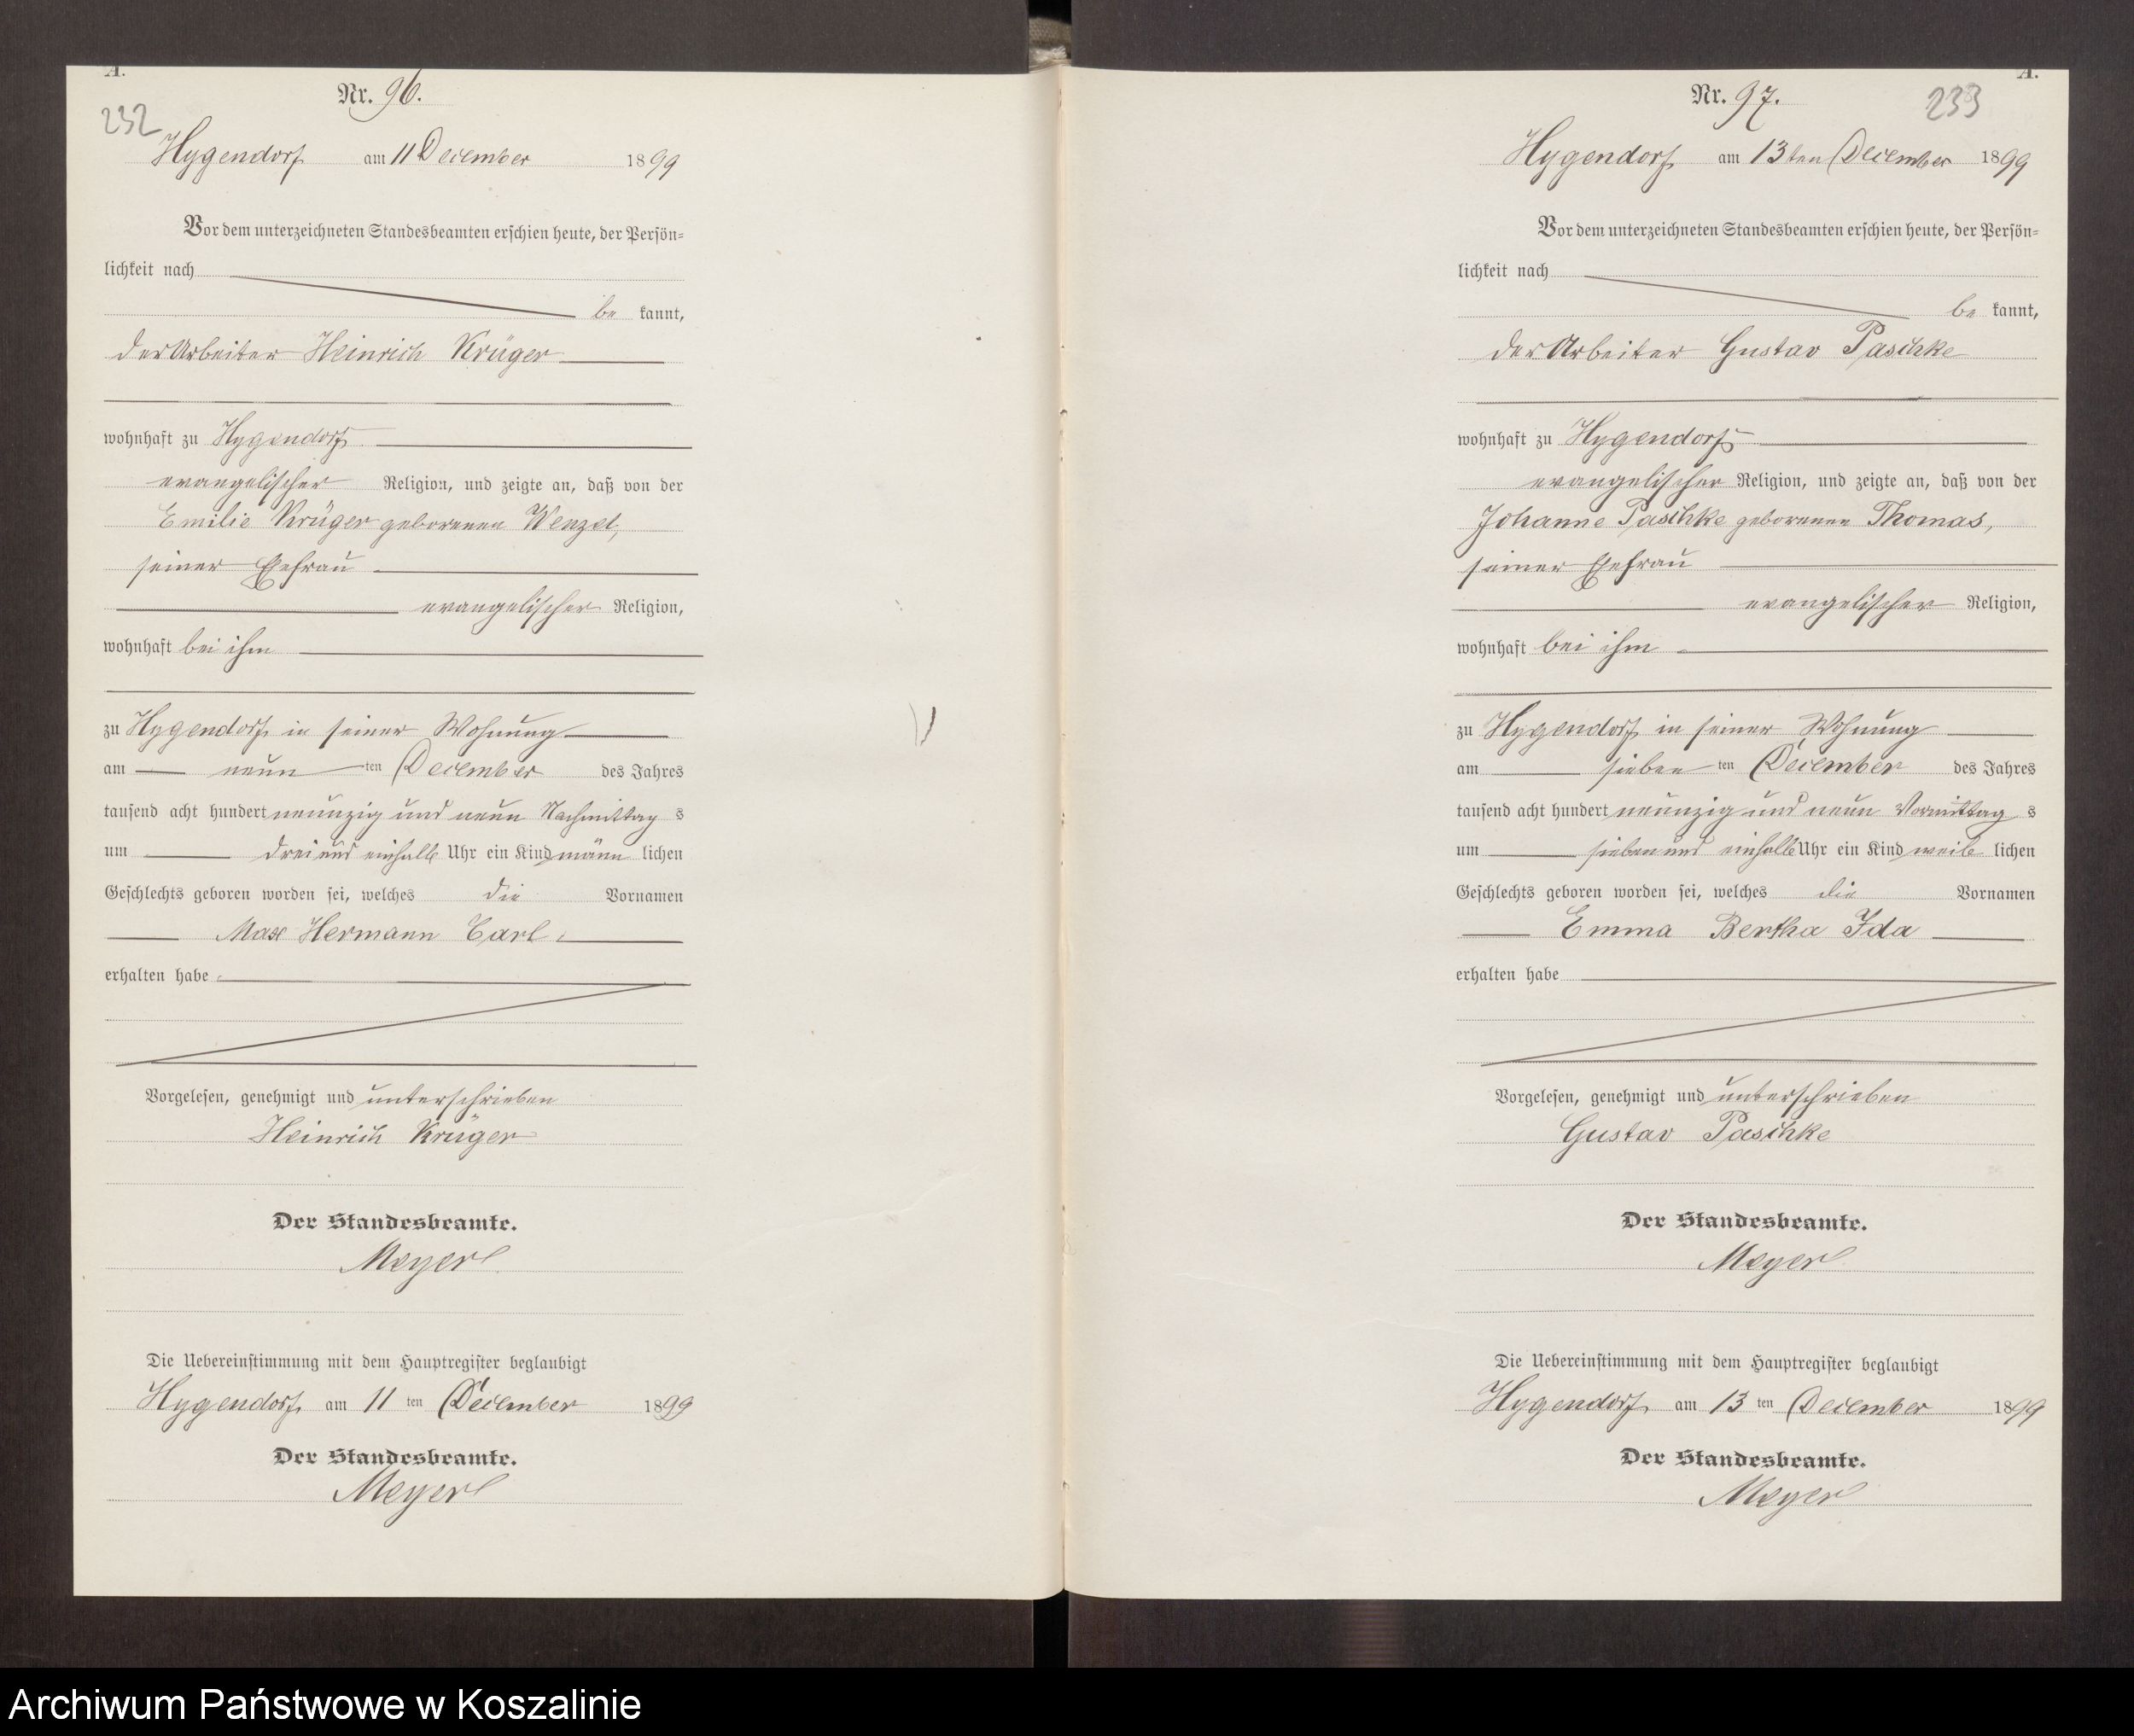 A.
Nr. 96.
232
Hygendorf am 11 December 1899
Vor dem unterzeichneten Standesbeamten erschien heute, der Persön=
lichkeit nach
be kannt,
der Arbeiter Heinrich Krüger
wohnhaft zu Hygendorf
evangelischer Religion, und zeigte an, daß von der
Emilie Krüger geborenen Wenzel,
seiner Ehefrau
evangelischer Religion,
wohnhaft bei ihm
zu Hygendorf in seiner Wohnung
am neun ten December des Jahres
tausend acht hundert neunzig und neun Nachmittag s
um drei und einhalb Uhr ein Kind männ lichen
Geschlechts geboren worden sei, welches die Vornamen
Max Hermann Carl
erhalten habe
Vorgelesen, genehmigt und unterschrieben
Heinrich Krüger
Der Standesbeamte.
Meyer
Die Uebereinstimmung mit dem Hauptregister beglaubigt
Hygendorf am 11 ten December 1899
Der Standesbeamte.
Meyer
A.
Nr. 97.
233
Hygendorf am 13ten December 1899
Vor dem unterzeichneten Standesbeamten erschien heute, der Persön=
lichkeit nach
be kannt,
der Arbeiter Gustav Paschke
wohnhaft zu Hygendorf
evangelischer Religion, und zeigte an, daß von der
Johanne Paschke geborenen Thomas,
seiner Ehefrau
evangelischer Religion,
wohnhaft bei ihm
zu Hygendorf in seiner Wohnung
am sieben ten December des Jahres
tausend acht hundert neunzig und neun Vormittag s
um sieben und einhalb Uhr ein Kind weib lichen
Geschlechts geboren worden sei, welches die Vornamen
Emma Bertha Ida
erhalten habe
Vorgelesen, genehmigt und unterschrieben
Gustav Paschke
Der Standesbeamte.
Meyer
Die Uebereinstimmung mit dem Hauptregister beglaubigt
Hygendorf am 13 ten December 1899
Der Standesbeamte.
Meyer
Archiwum Państwowe w Koszalinie